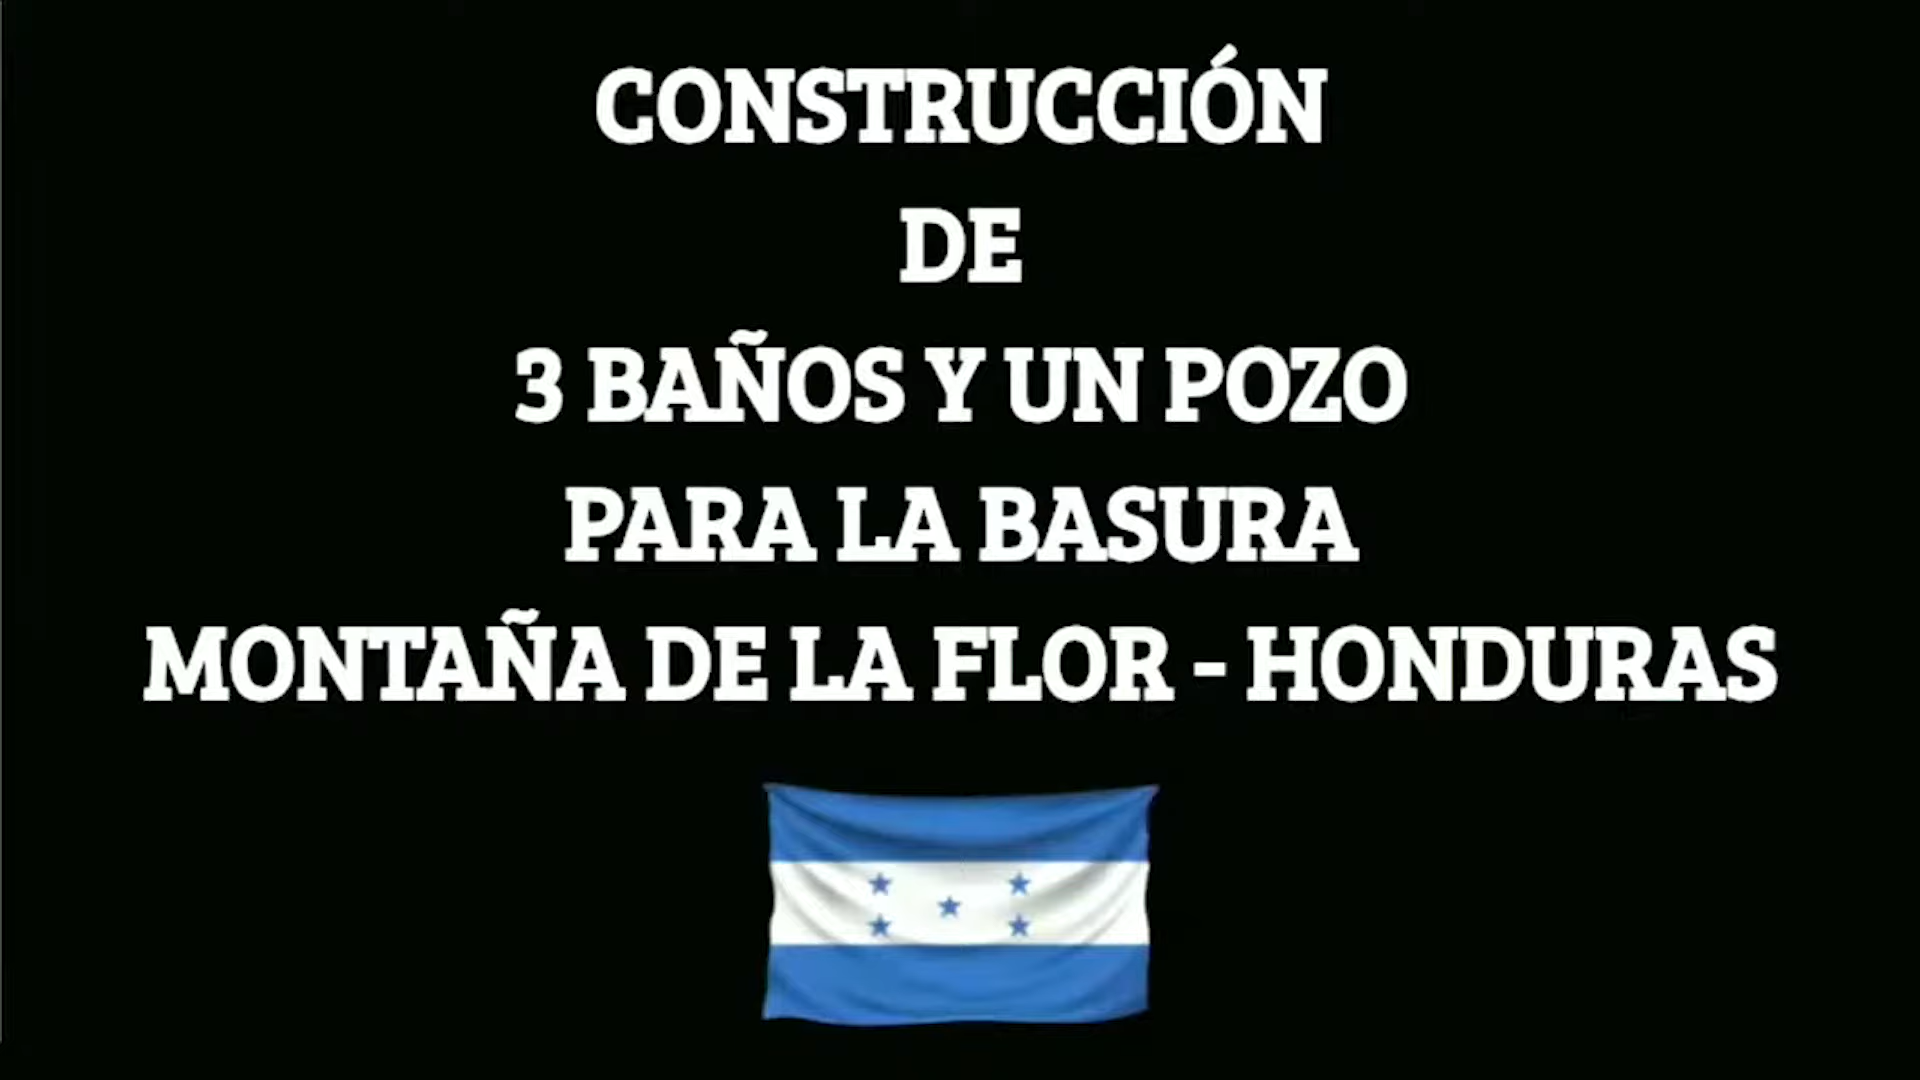 CONSTRUCCIÓN
DE
3 BAÑOS Y UN POZO
PARA LA BASURA
MONTAÑA DE LA FLOR - HONDURAS